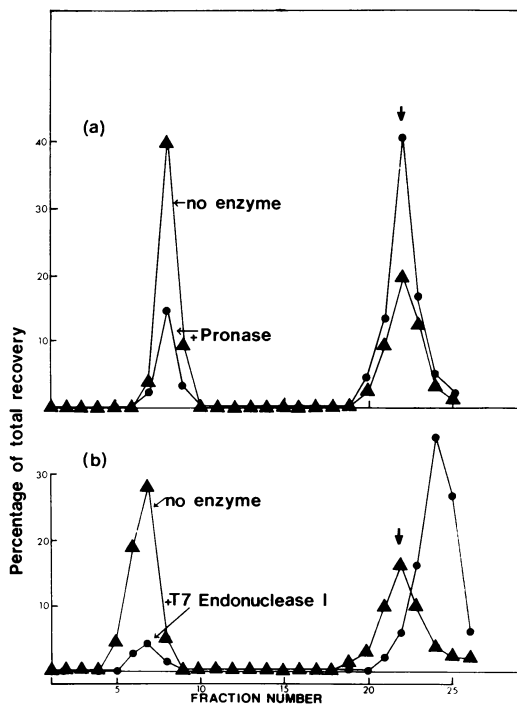 (a)
40
no enzyme
30
20
+ Pronase
10
Percentage of total recovery
(b)
30
no enzyme
20
+T7 Endonuclease I
10
5 10 15 20 25
FRACTION NUMBER